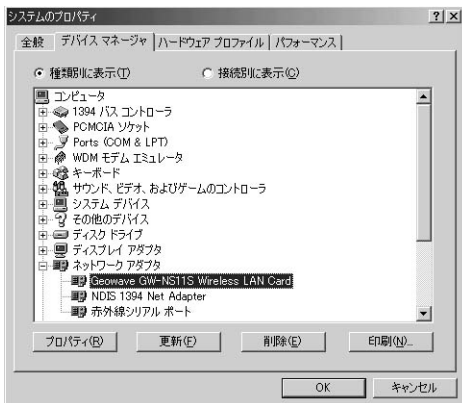 システムのプロパティ
全般 デバイス マネージャ ハードウェア プロファイル パフォーマンス
種類別に表示(T) 接続別に表示(C)
コンピュータ
1394 バス コントローラ
PCMCIA ソケット
Ports (COM & LPT)
WDM モデム エミュレータ
キーボード
サウンド、ビデオ、およびゲームのコントローラ
システム デバイス
その他のデバイス
ディスク ドライブ
ディスプレイ アダプタ
ネットワーク アダプタ
Geowave GW-NS11S Wireless LAN Card
NDIS 1394 Net Adapter
赤外線シリアル ポート
プロパティ(R) 更新(F) 削除(E) 印刷(N)...
OK キャンセル